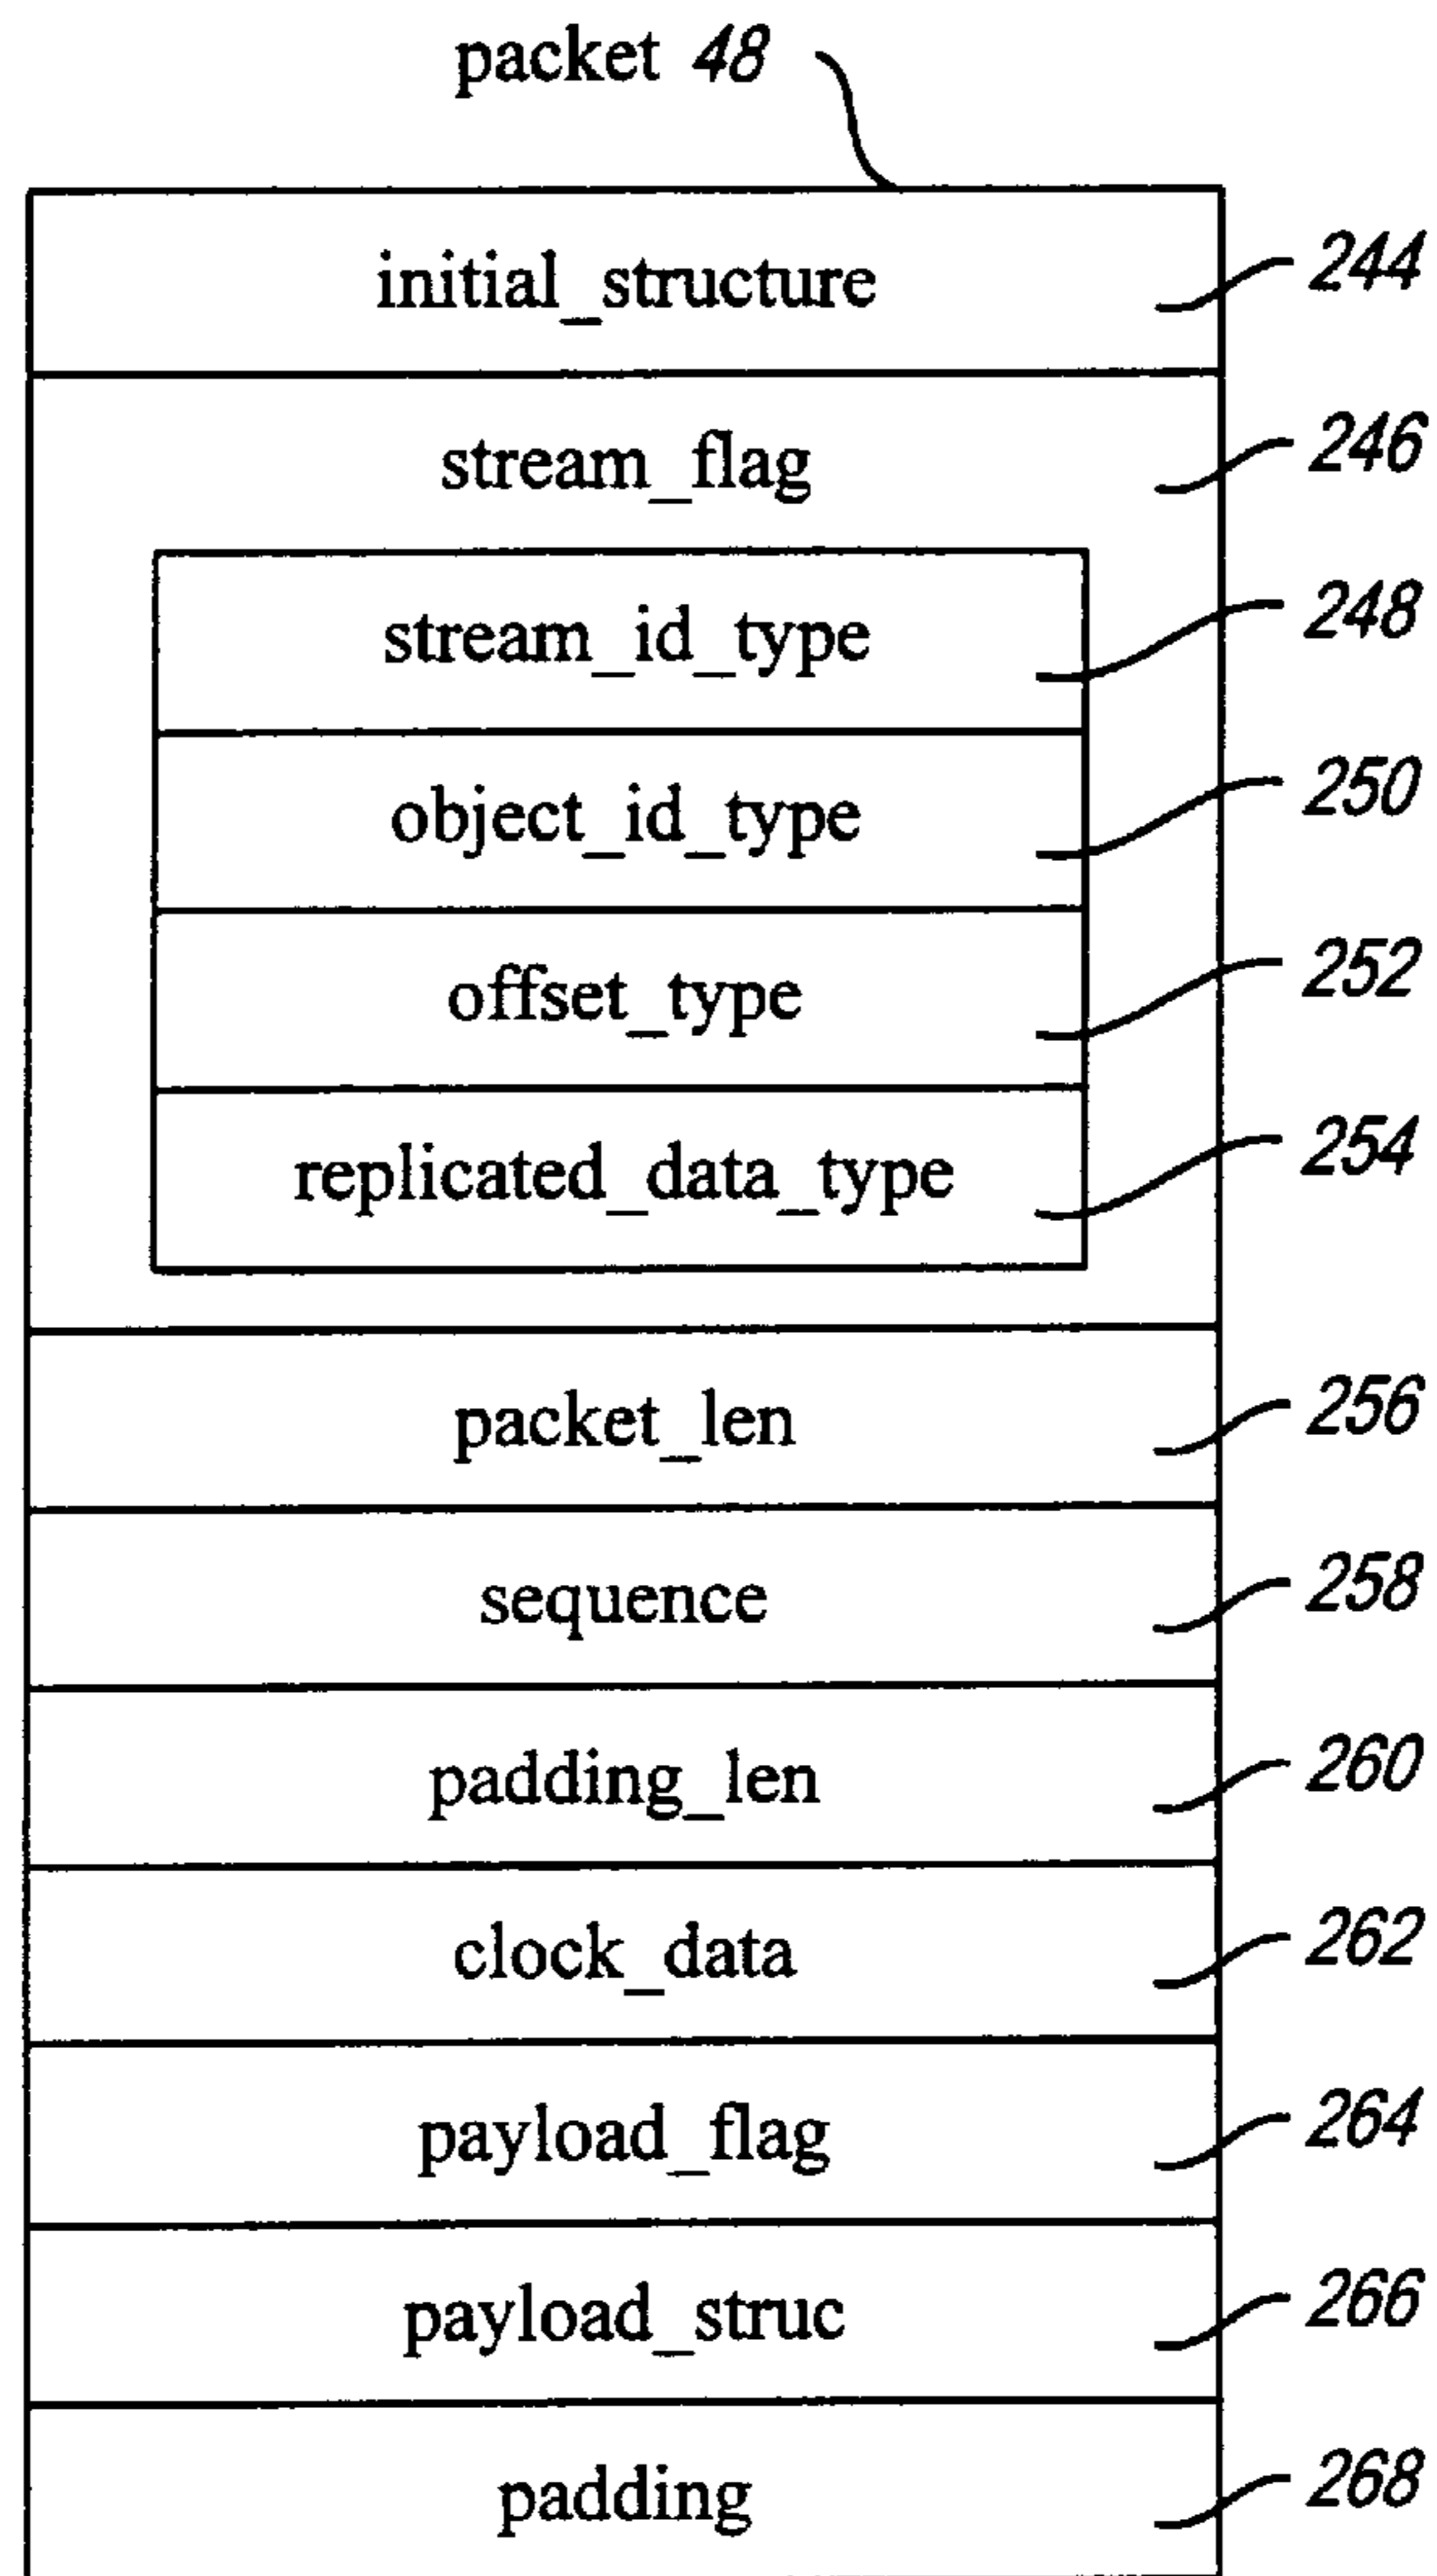 packet 48
initial_structure 244
stream_flag 246
stream_id_type 248
object_id_type 250
offset_type 252
replicated_data_type 254
packet_len 256
sequence 258
padding_len 260
clock_data 262
payload_flag 264
payload_struc 266
padding 268